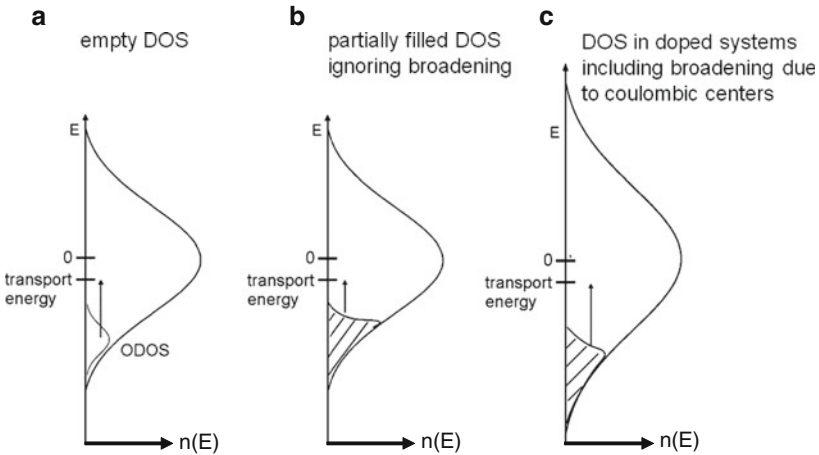 a
empty DOS
E
0
transport
energy
ODOS
n(E)
b
partially filled DOS
ignoring broadening
E
0
transport
energy
n(E)
c
DOS in doped systems
including broadening due
to coulombic centers
E
0
transport
energy
n(E)